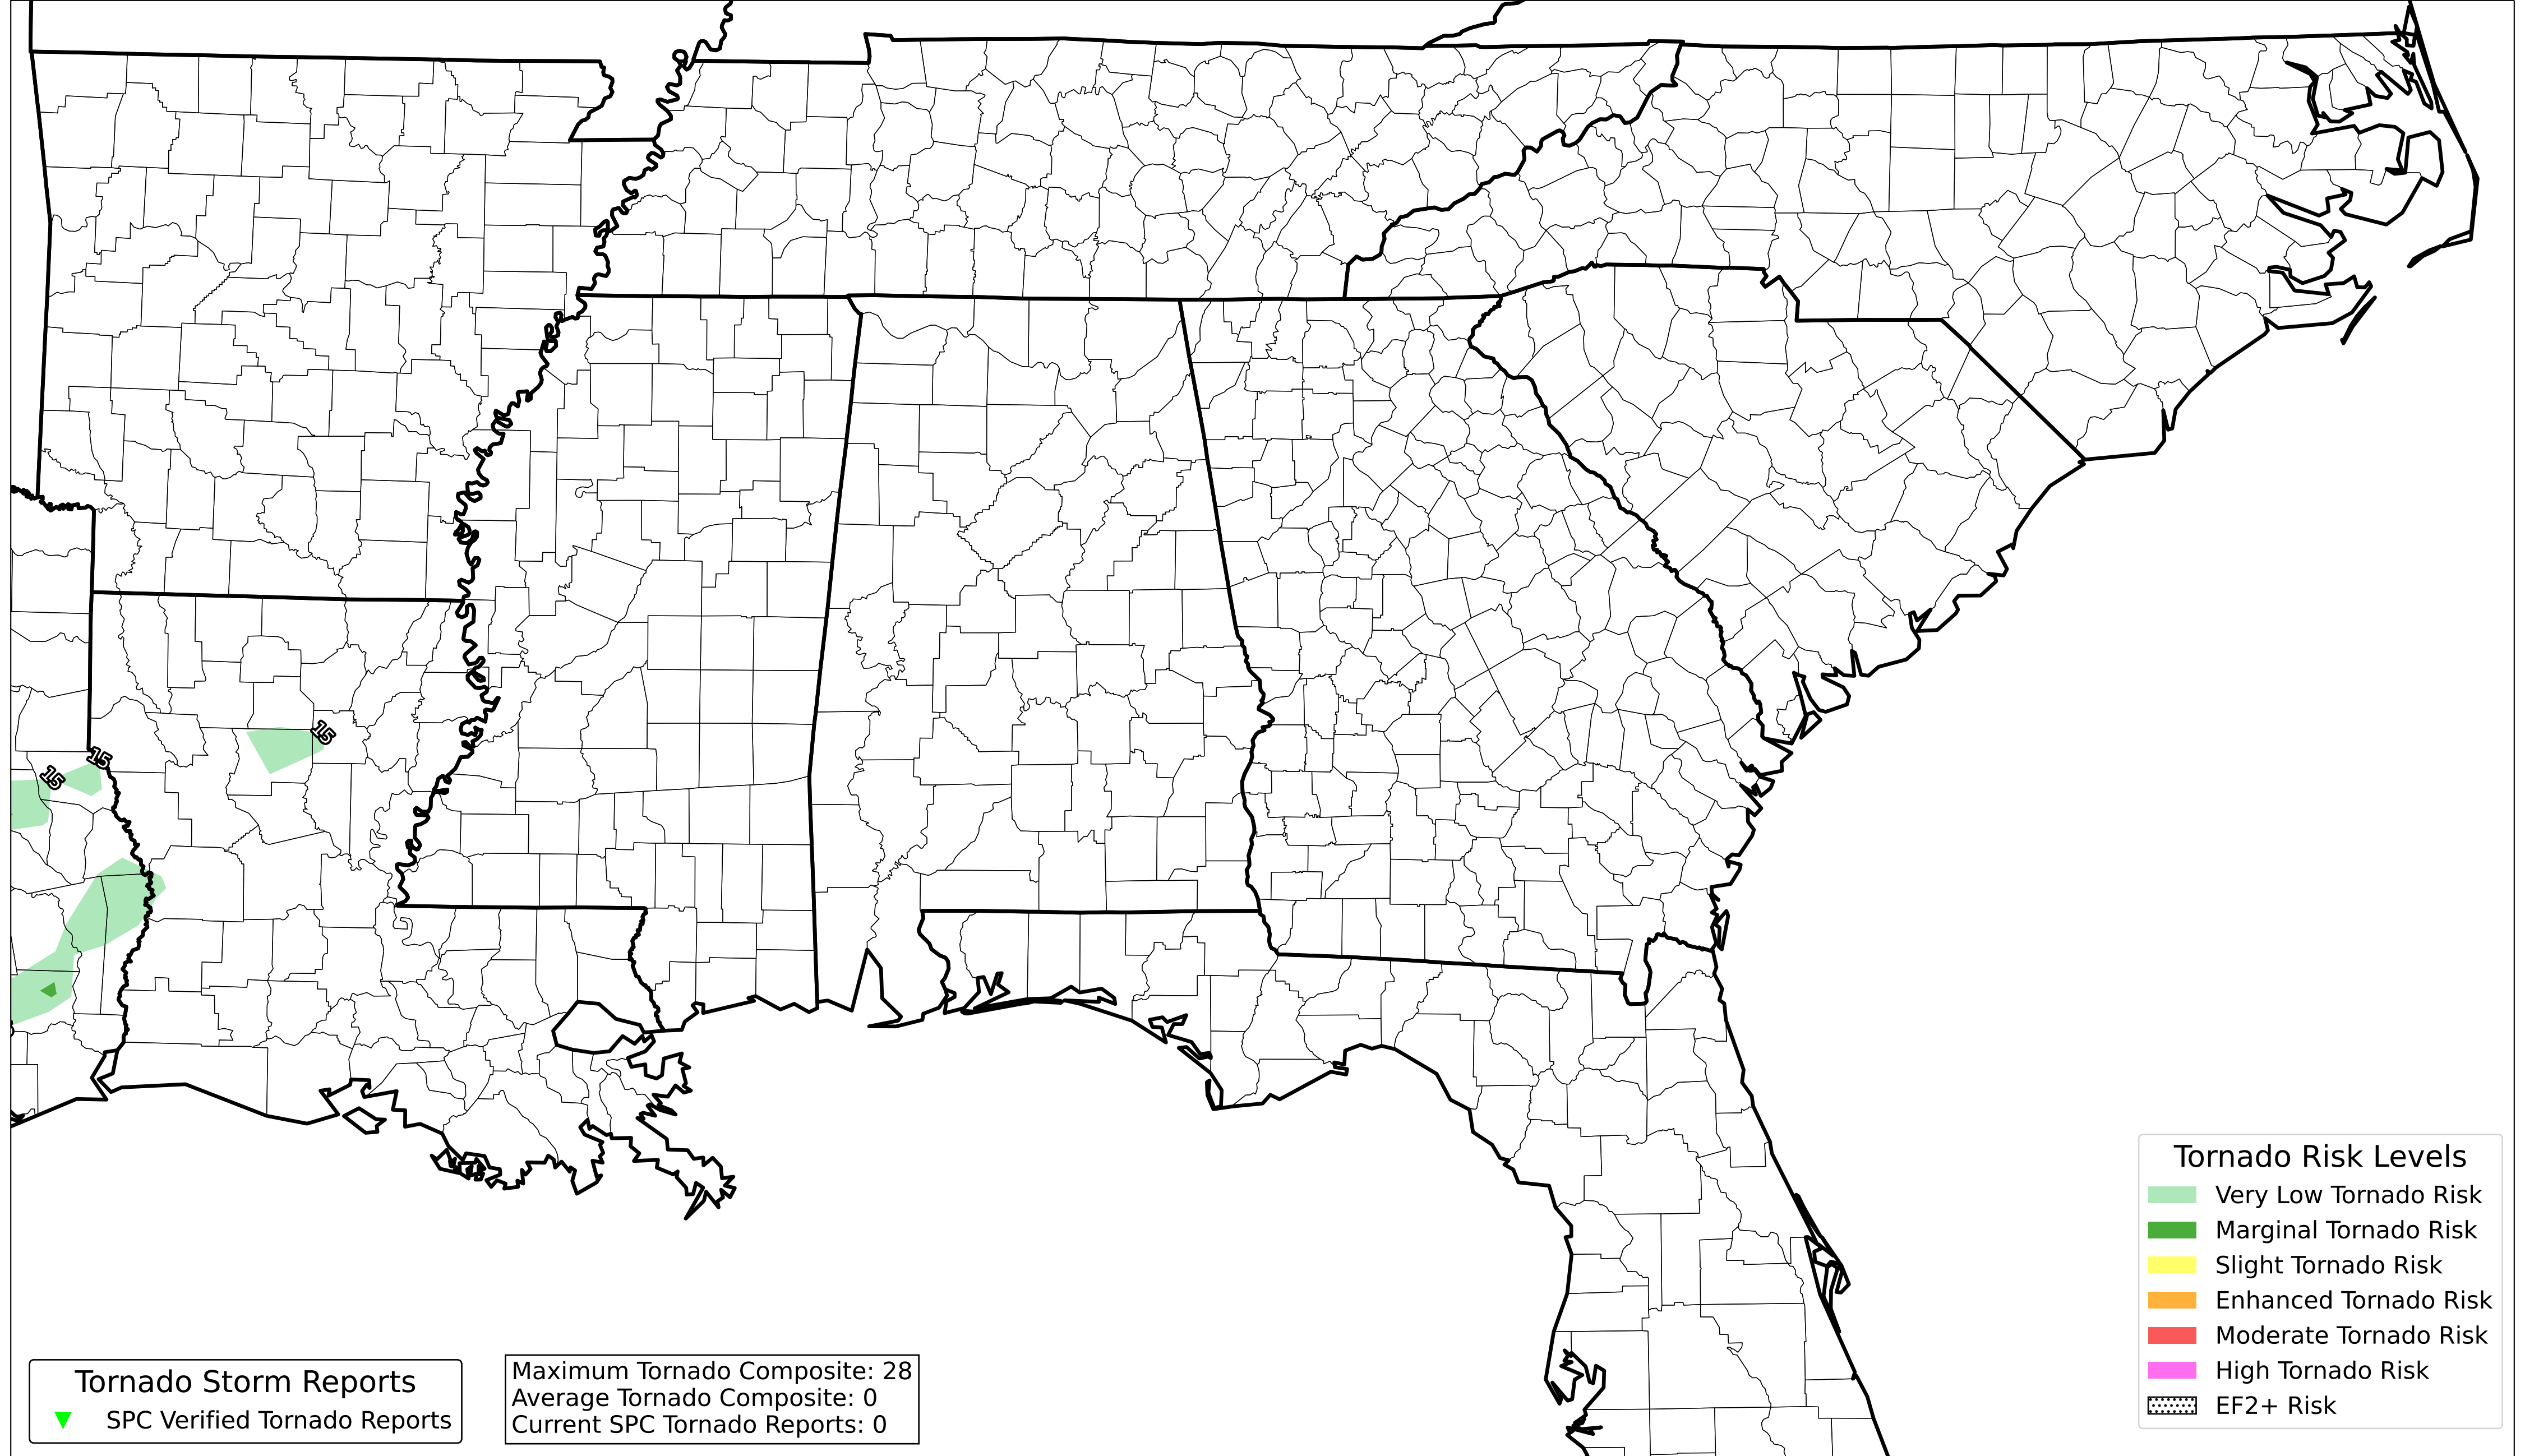 15
15
15
Tornado Risk Levels
Very Low Tornado Risk
Marginal Tornado Risk
Slight Tornado Risk
Enhanced Tornado Risk
Moderate Tornado Risk
High Tornado Risk
EF2+ Risk
Tornado Storm Reports
SPC Verified Tornado Reports
Maximum Tornado Composite: 28
Average Tornado Composite: 0
Current SPC Tornado Reports: 0